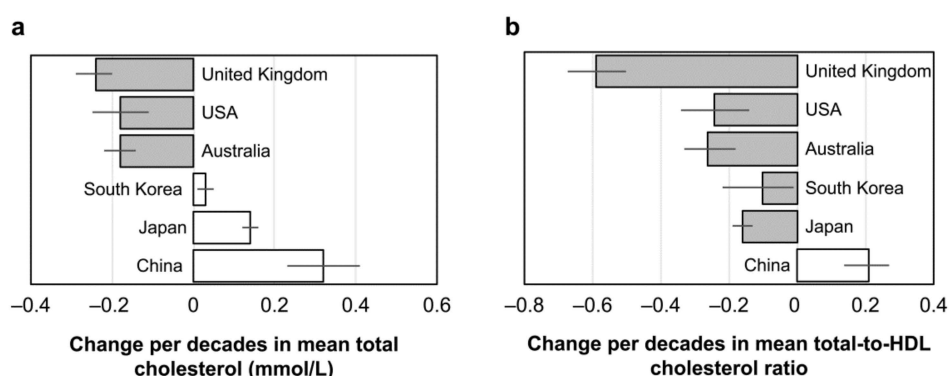 a
United Kingdom
USA
Australia
South Korea
Japan
China
−0.4 −0.2 0 0.2 0.4 0.6
Change per decades in mean total
cholesterol (mmol/L)
b
United Kingdom
USA
Australia
South Korea
Japan
China
−0.8 −0.6 −0.4 −0.2 0 0.2 0.4
Change per decades in mean total-to-HDL
cholesterol ratio